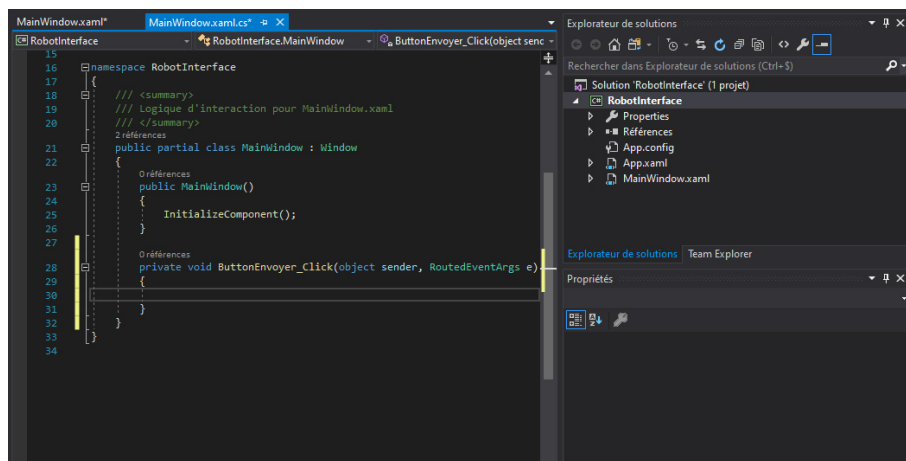 MainWindow.xaml*
MainWindow.xaml.cs*
RobotInterface
RobotInterface.MainWindow
ButtonEnvoyer_Click(object senc
15
16 namespace RobotInterface
17 {
18 /// <summary>
19 /// Logique d'interaction pour MainWindow.xaml
20 /// </summary>
2 références
21 public partial class MainWindow : Window
22 {
0 références
23 public MainWindow()
24 {
25 InitializeComponent();
26 }
27
0 références
28 private void ButtonEnvoyer_Click(object sender, RoutedEventArgs e)
29 {
30
31 }
32 }
33 }
34
Explorateur de solutions
Rechercher dans Explorateur de solutions (Ctrl+$)
Solution 'RobotInterface' (1 projet)
C# RobotInterface
Properties
Références
App.config
App.xaml
MainWindow.xaml
Explorateur de solutions Team Explorer
Propriétés